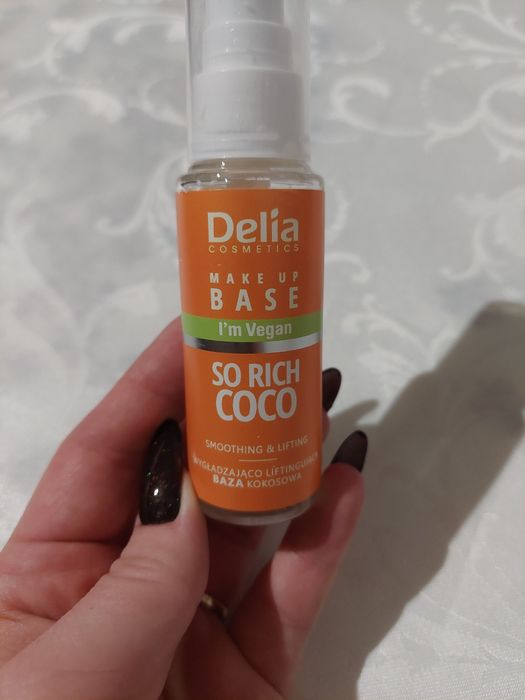 Delia
COSMETICS
MAKE UP
BASE
I'm Vegan
SO RICH
COCO
SMOOTHING & LIFTING
WYGŁADZAJĄCO LIFTINGUJĄCA
BAZA KOKOSOWA